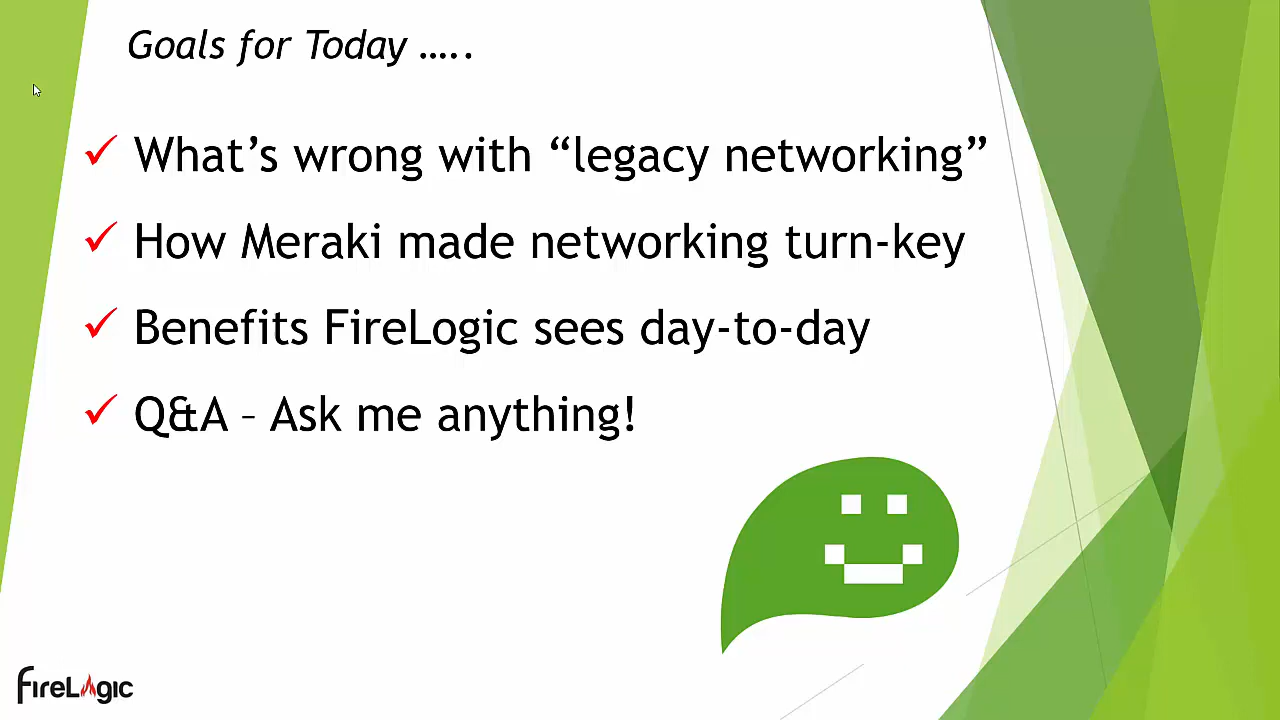 Goals for Today .....
What’s wrong with “legacy networking”
How Meraki made networking turn-key
Benefits FireLogic sees day-to-day
Q&A – Ask me anything!
FireLogic